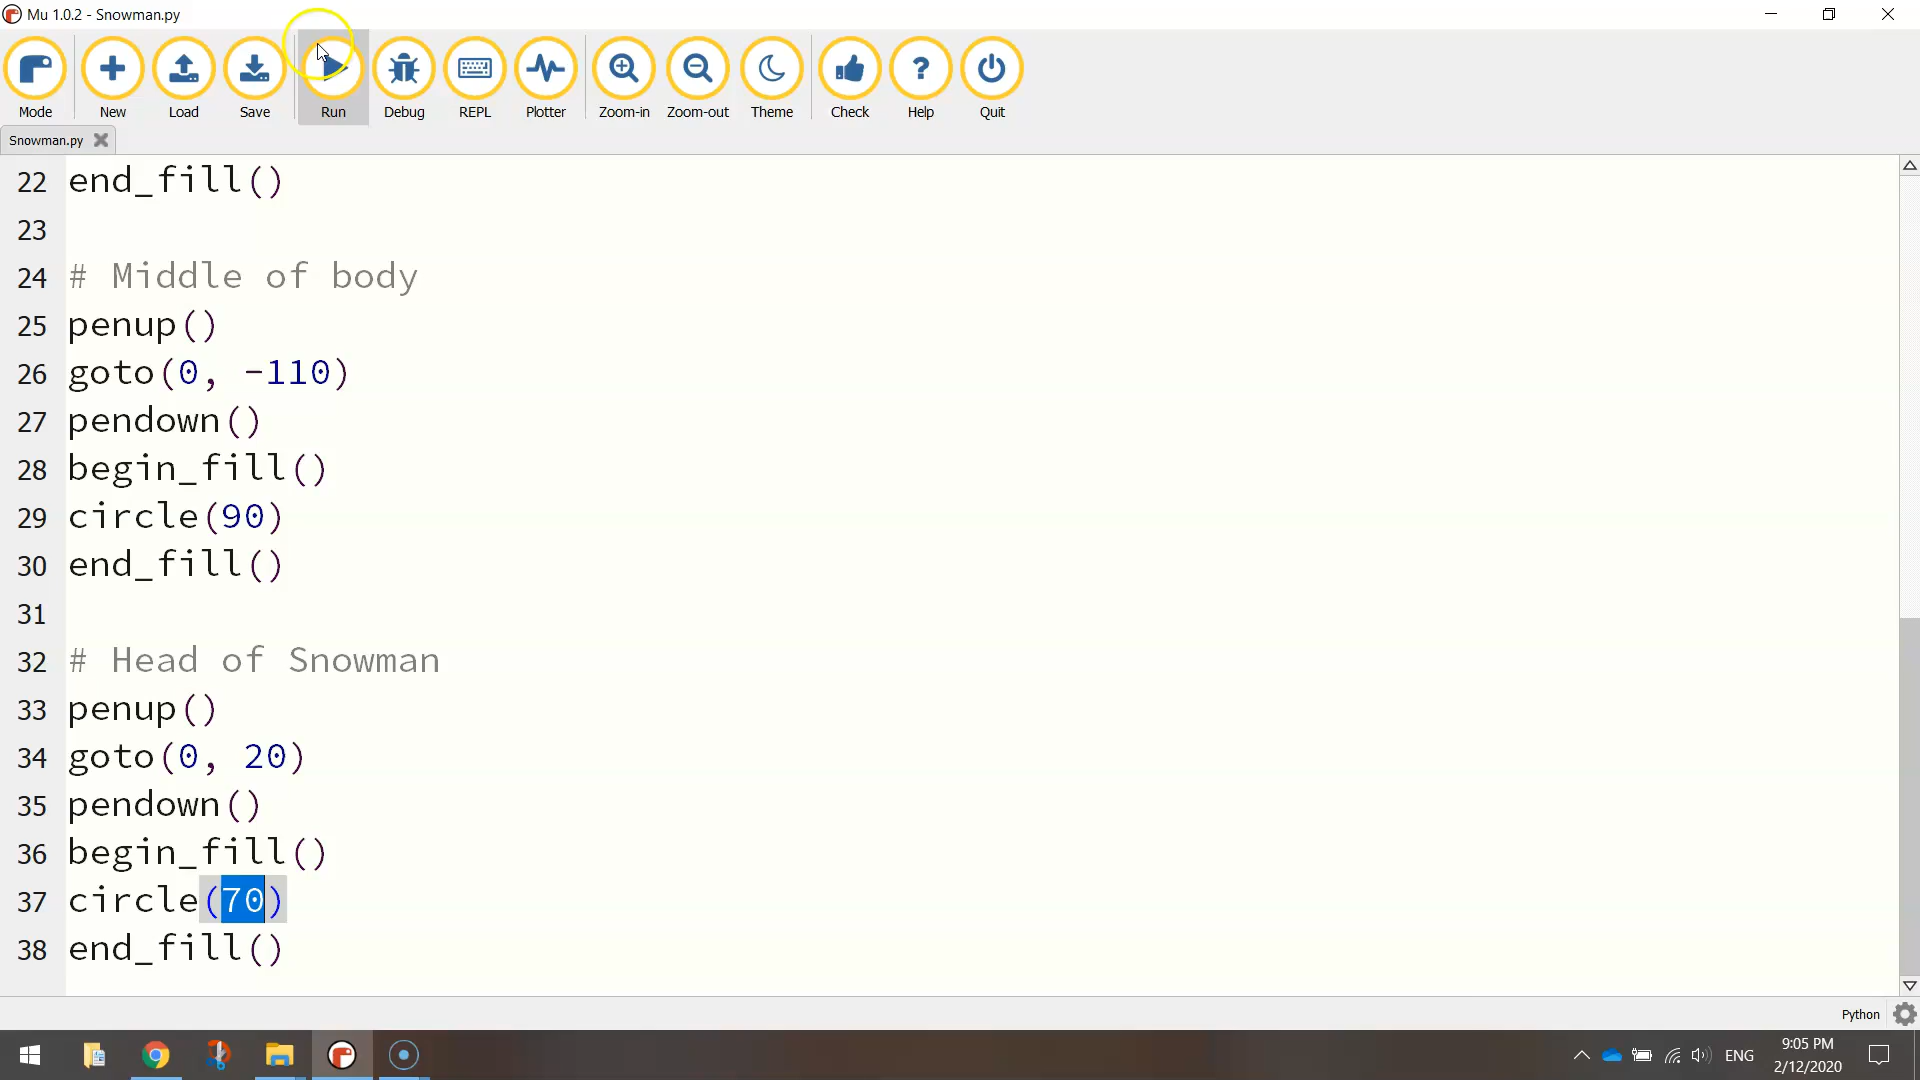 Mu 1.0.2 - Snowman.py
Mode New Load Save Run Debug REPL Plotter Zoom-in Zoom-out Theme Check Help Quit
Snowman.py
22 end_fill()
23
24 # Middle of body
25 penup()
26 goto(0, -110)
27 pendown()
28 begin_fill()
29 circle(90)
30 end_fill()
31
32 # Head of Snowman
33 penup()
34 goto(0, 20)
35 pendown()
36 begin_fill()
37 circle(70)
38 end_fill()
Python
ENG
9:05 PM
2/12/2020